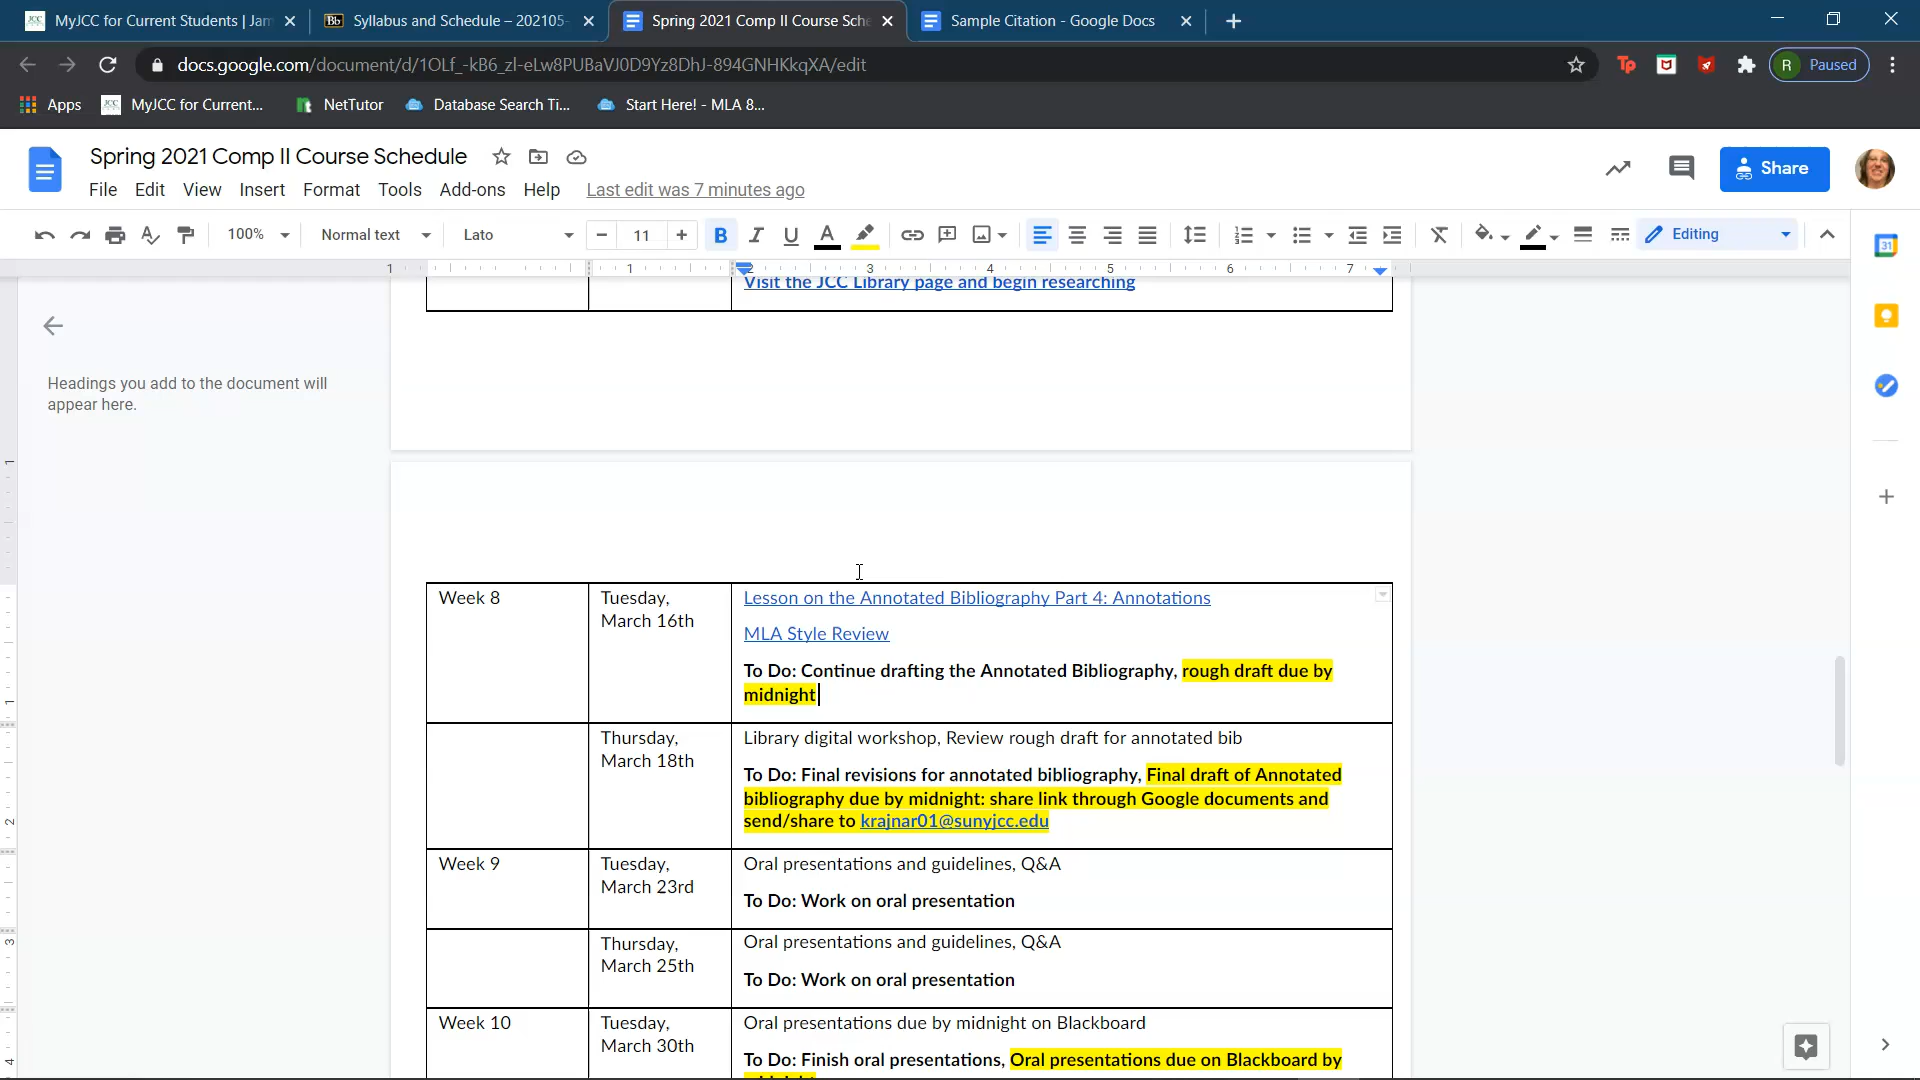 MyJCC for Current Students | Jam
Syllabus and Schedule – 202105-
Spring 2021 Comp II Course Sche
Sample Citation - Google Docs
docs.google.com/document/d/1OLf_-kB6_zl-eLw8PUBaVJ0D9Yz8DhJ-894GNHKkqXA/edit
R Paused
Apps
MyJCC for Current...
NetTutor
Database Search Ti...
Start Here! - MLA 8...
Spring 2021 Comp II Course Schedule
File Edit View Insert Format Tools Add-ons Help Last edit was 7 minutes ago
Share
100% Normal text Lato 11 B I U A Editing
1 1 2 3 4 5 6 7
Visit the JCC Library page and begin researching
Headings you add to the document will
appear here.
Week 8
Tuesday,
March 16th
Lesson on the Annotated Bibliography Part 4: Annotations
MLA Style Review
To Do: Continue drafting the Annotated Bibliography, rough draft due by
midnight
Thursday,
March 18th
Library digital workshop, Review rough draft for annotated bib
To Do: Final revisions for annotated bibliography, Final draft of Annotated
bibliography due by midnight: share link through Google documents and
send/share to krajnar01@sunyjcc.edu
Week 9
Tuesday,
March 23rd
Oral presentations and guidelines, Q&A
To Do: Work on oral presentation
Thursday,
March 25th
Oral presentations and guidelines, Q&A
To Do: Work on oral presentation
Week 10
Tuesday,
March 30th
Oral presentations due by midnight on Blackboard
To Do: Finish oral presentations, Oral presentations due on Blackboard by